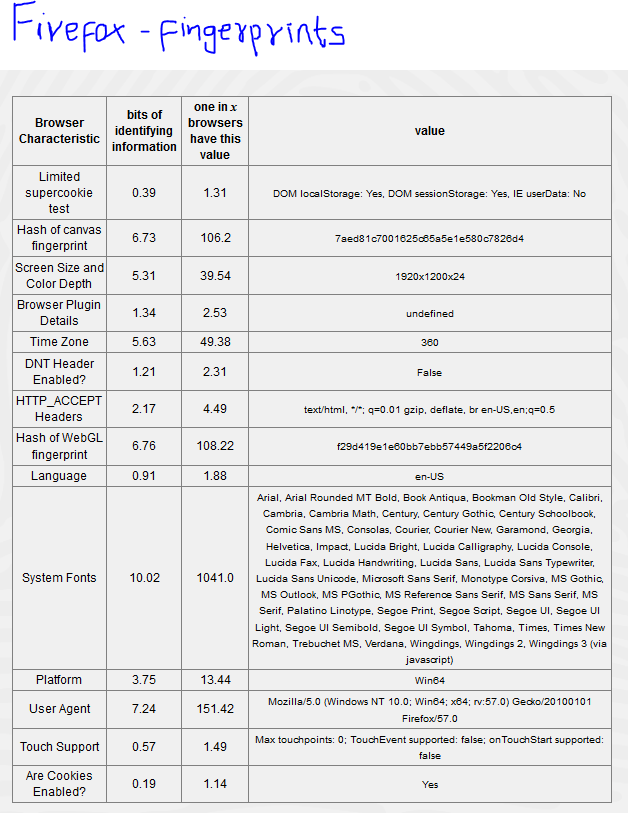 Firefox - Fingerprints
Browser Characteristic | bits of identifying information | one in x browsers have this value | value
Limited supercookie test | 0.39 | 1.31 | DOM localStorage: Yes, DOM sessionStorage: Yes, IE userData: No
Hash of canvas fingerprint | 6.73 | 106.2 | 7aed81c7001625c65a5e1e580c7826d4
Screen Size and Color Depth | 5.31 | 39.54 | 1920x1200x24
Browser Plugin Details | 1.34 | 2.53 | undefined
Time Zone | 5.63 | 49.38 | 360
DNT Header Enabled? | 1.21 | 2.31 | False
HTTP_ACCEPT Headers | 2.17 | 4.49 | text/html, */*; q=0.01 gzip, deflate, br en-US,en;q=0.5
Hash of WebGL fingerprint | 6.76 | 108.22 | f29d419e1e60bb7ebb57449a5f2206c4
Language | 0.91 | 1.88 | en-US
System Fonts | 10.02 | 1041.0 | Arial, Arial Rounded MT Bold, Book Antiqua, Bookman Old Style, Calibri,
Cambria, Cambria Math, Century, Century Gothic, Century Schoolbook,
Comic Sans MS, Consolas, Courier, Courier New, Garamond, Georgia,
Helvetica, Impact, Lucida Bright, Lucida Calligraphy, Lucida Console,
Lucida Fax, Lucida Handwriting, Lucida Sans, Lucida Sans Typewriter,
Lucida Sans Unicode, Microsoft Sans Serif, Monotype Corsiva, MS Gothic,
MS Outlook, MS PGothic, MS Reference Sans Serif, MS Sans Serif, MS
Serif, Palatino Linotype, Segoe Print, Segoe Script, Segoe UI, Segoe UI
Light, Segoe UI Semibold, Segoe UI Symbol, Tahoma, Times, Times New
Roman, Trebuchet MS, Verdana, Wingdings, Wingdings 2, Wingdings 3 (via
javascript)
Platform | 3.75 | 13.44 | Win64
User Agent | 7.24 | 151.42 | Mozilla/5.0 (Windows NT 10.0; Win64; x64; rv:57.0) Gecko/20100101
Firefox/57.0
Touch Support | 0.57 | 1.49 | Max touchpoints: 0; TouchEvent supported: false; onTouchStart supported:
false
Are Cookies Enabled? | 0.19 | 1.14 | Yes